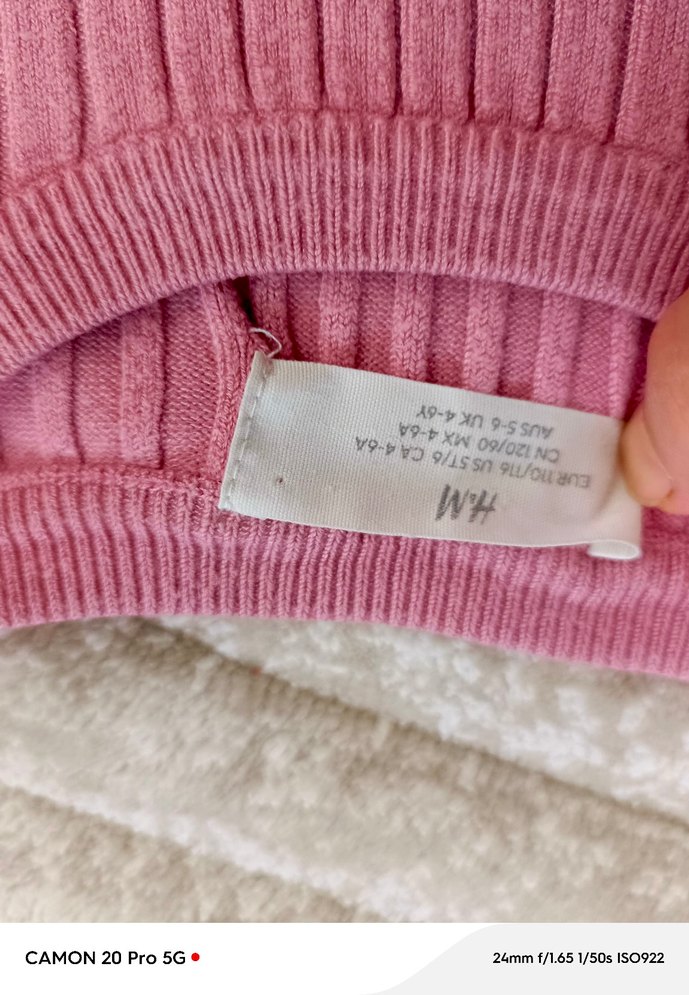 H&M
EUR 110/116 US 5T/6 CA 4-6A
CN 120/60 MX 4-6A
AUS 5-6 UK 4-6Y
CAMON 20 Pro 5G
24mm f/1.65 1/50s ISO922